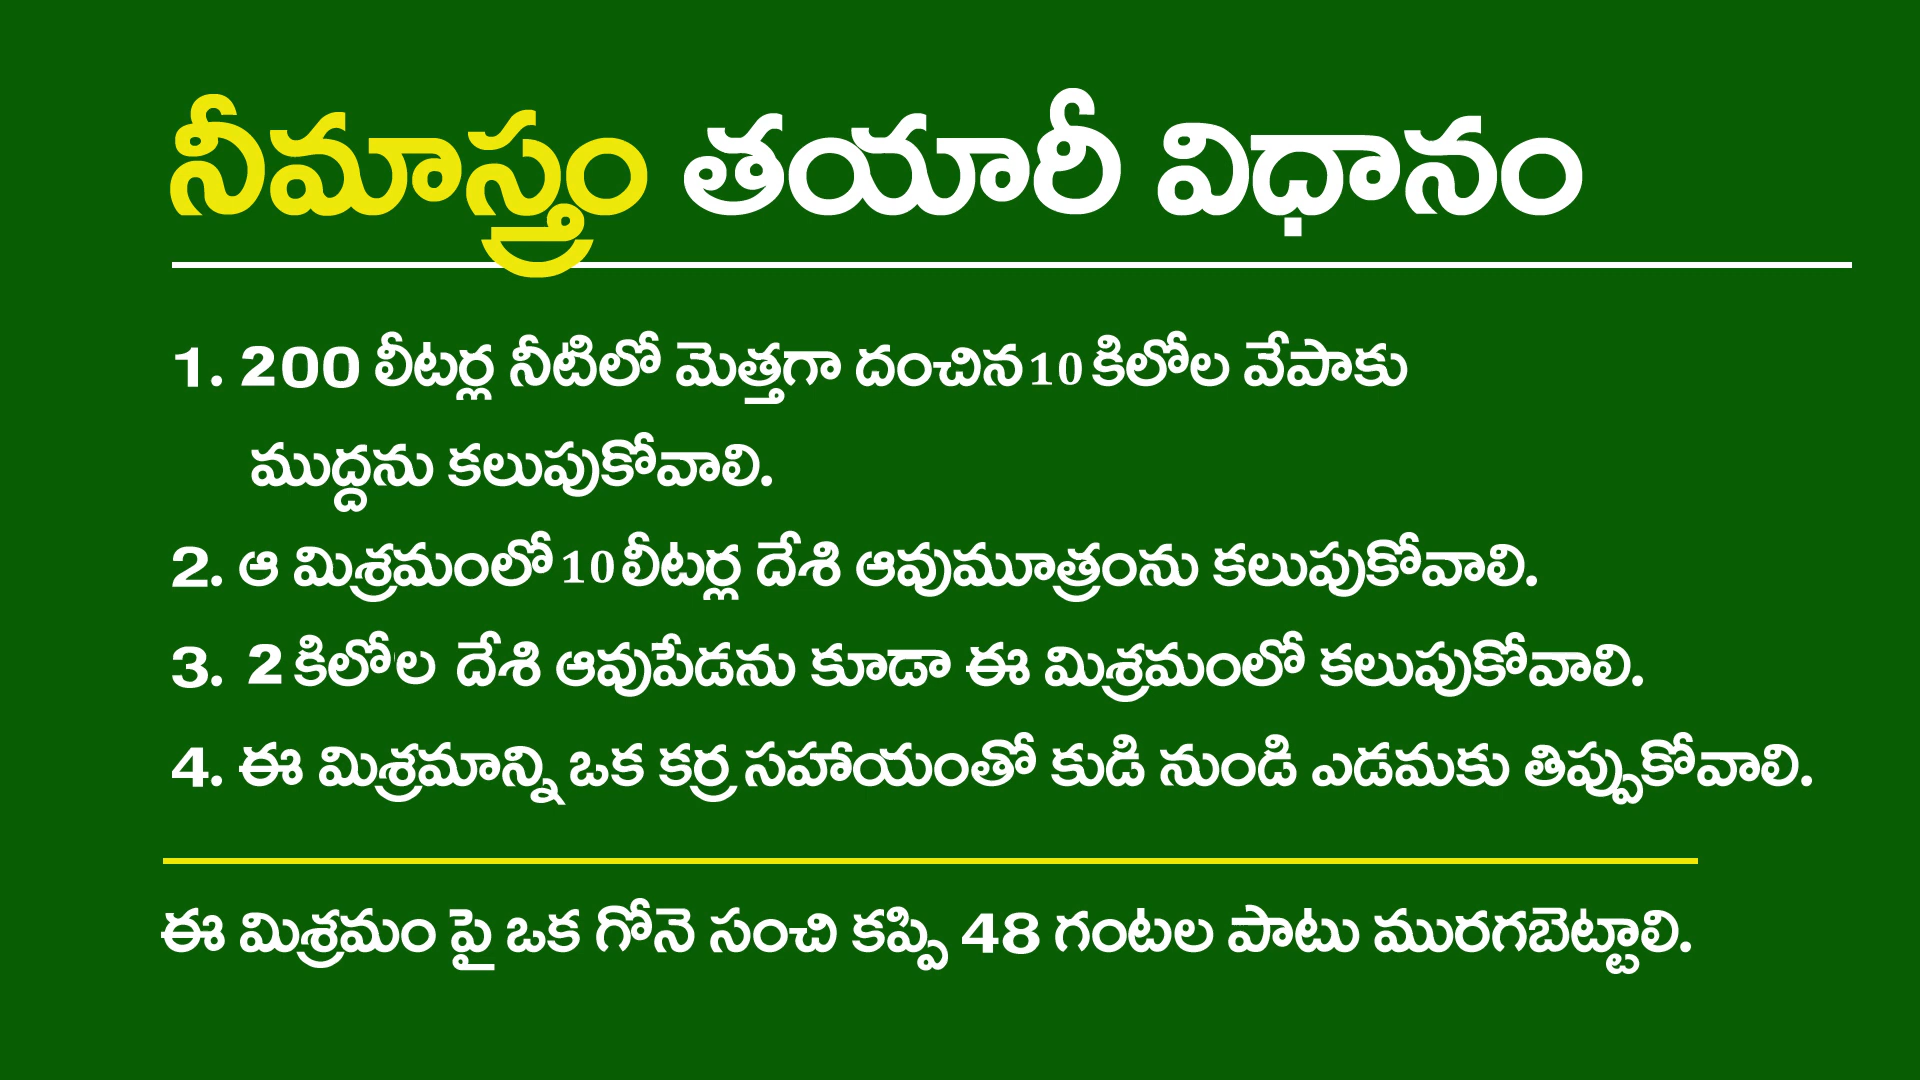 నీమాస్త్రం తయారీ విధానం
1. 200 లీటర్ల నీటిలో మెత్తగా దంచిన 10 కిలోల వేపాకు
ముద్దను కలుపుకోవాలి.
2. ఆ మిశ్రమంలో 10 లీటర్ల దేశి ఆవుమూత్రంను కలుపుకోవాలి.
3. 2 కిలోల దేశి ఆవుపేడను కూడా ఈ మిశ్రమంలో కలుపుకోవాలి.
4. ఈ మిశ్రమాన్ని ఒక కర్ర సహాయంతో కుడి నుండి ఎడమకు తిప్పుకోవాలి.
ఈ మిశ్రమం పై ఒక గోనె సంచి కప్పి 48 గంటల పాటు మురగబెట్టాలి.